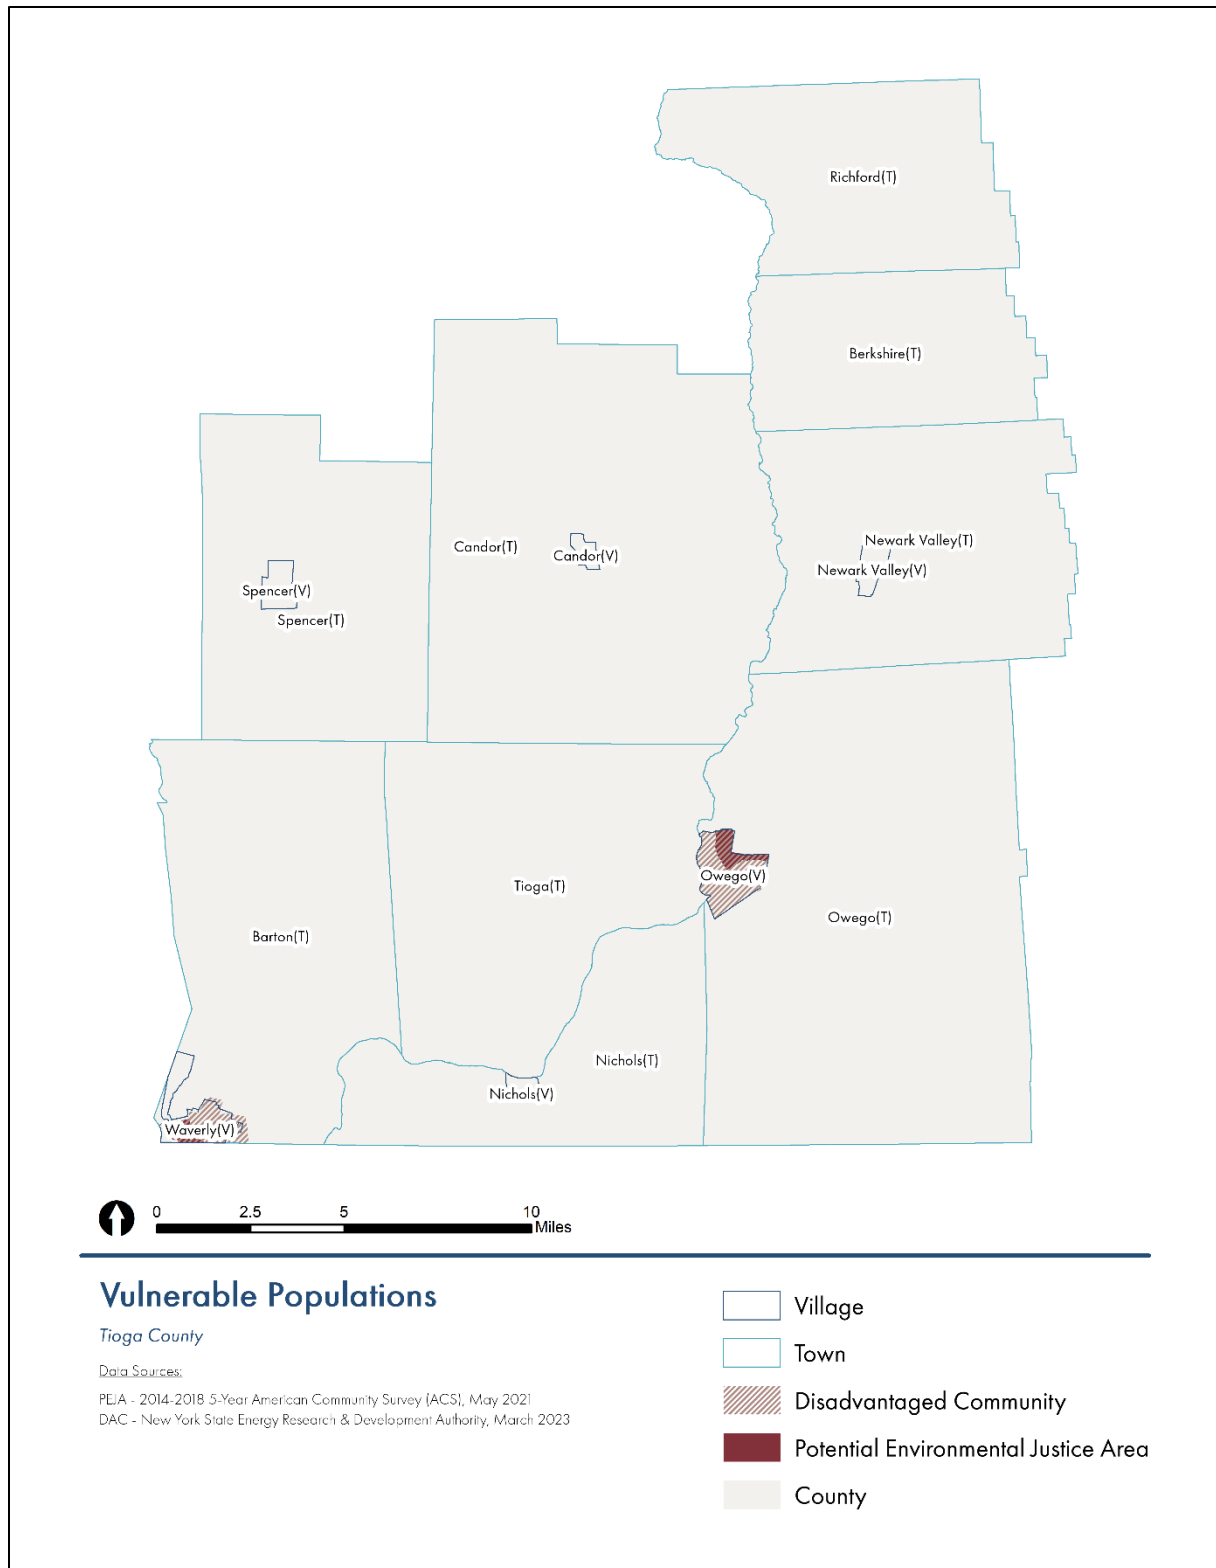 Richford(T)
Berkshire(T)
Newark Valley(T)
Candor(T)
Candor(V)
Newark Valley(V)
Spencer(V)
Spencer(T)
Owego(V)
Tioga(T)
Owego(T)
Barton(T)
Nichols(T)
Nichols(V)
Waverly(V)
0 2.5 5 10
Miles
Vulnerable Populations
Tioga County
Data Sources:
PEJA - 2014-2018 5-Year American Community Survey (ACS), May 2021
DAC - New York State Energy Research & Development Authority, March 2023
Village
Town
Disadvantaged Community
Potential Environmental Justice Area
County